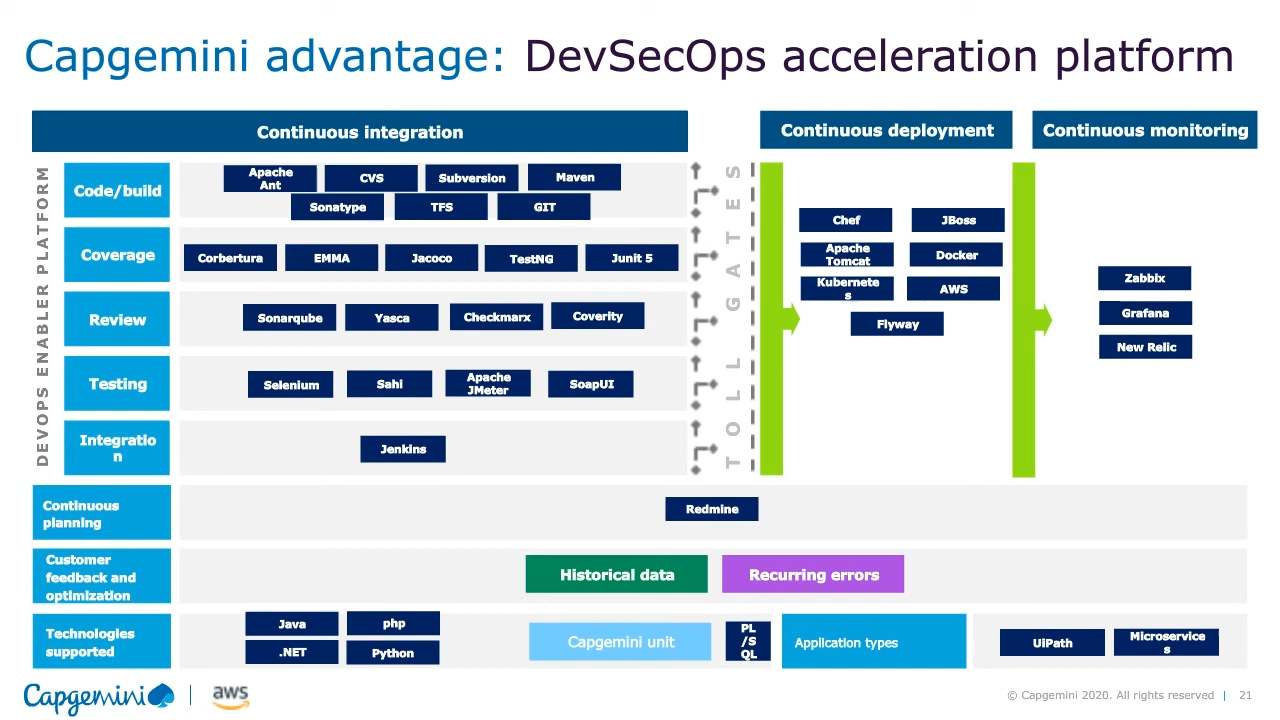 Capgemini advantage: DevSecOps acceleration platform
Continuous integration
Continuous deployment
Continuous monitoring
DEVOPS ENABLER PLATFORM
Code/build
Apache
Ant
CVS
Subversion
Maven
Sonatype
TFS
GIT
Coverage
Corbertura
EMMA
Jacoco
TestNG
Junit 5
Review
Sonarqube
Yasca
Checkmarx
Coverity
Testing
Selenium
Sahi
Apache
JMeter
SoapUI
Integratio
n
Jenkins
TOLL GATES
Chef
JBoss
Apache
Tomcat
Docker
Kubernete
s
AWS
Flyway
Zabbix
Grafana
New Relic
Continuous
planning
Redmine
Customer
feedback and
optimization
Historical data
Recurring errors
Technologies
supported
Java
php
.NET
Python
Capgemini unit
PL
/S
QL
Application types
UiPath
Microservice
s
Capgemini
aws
© Capgemini 2020. All rights reserved | 21